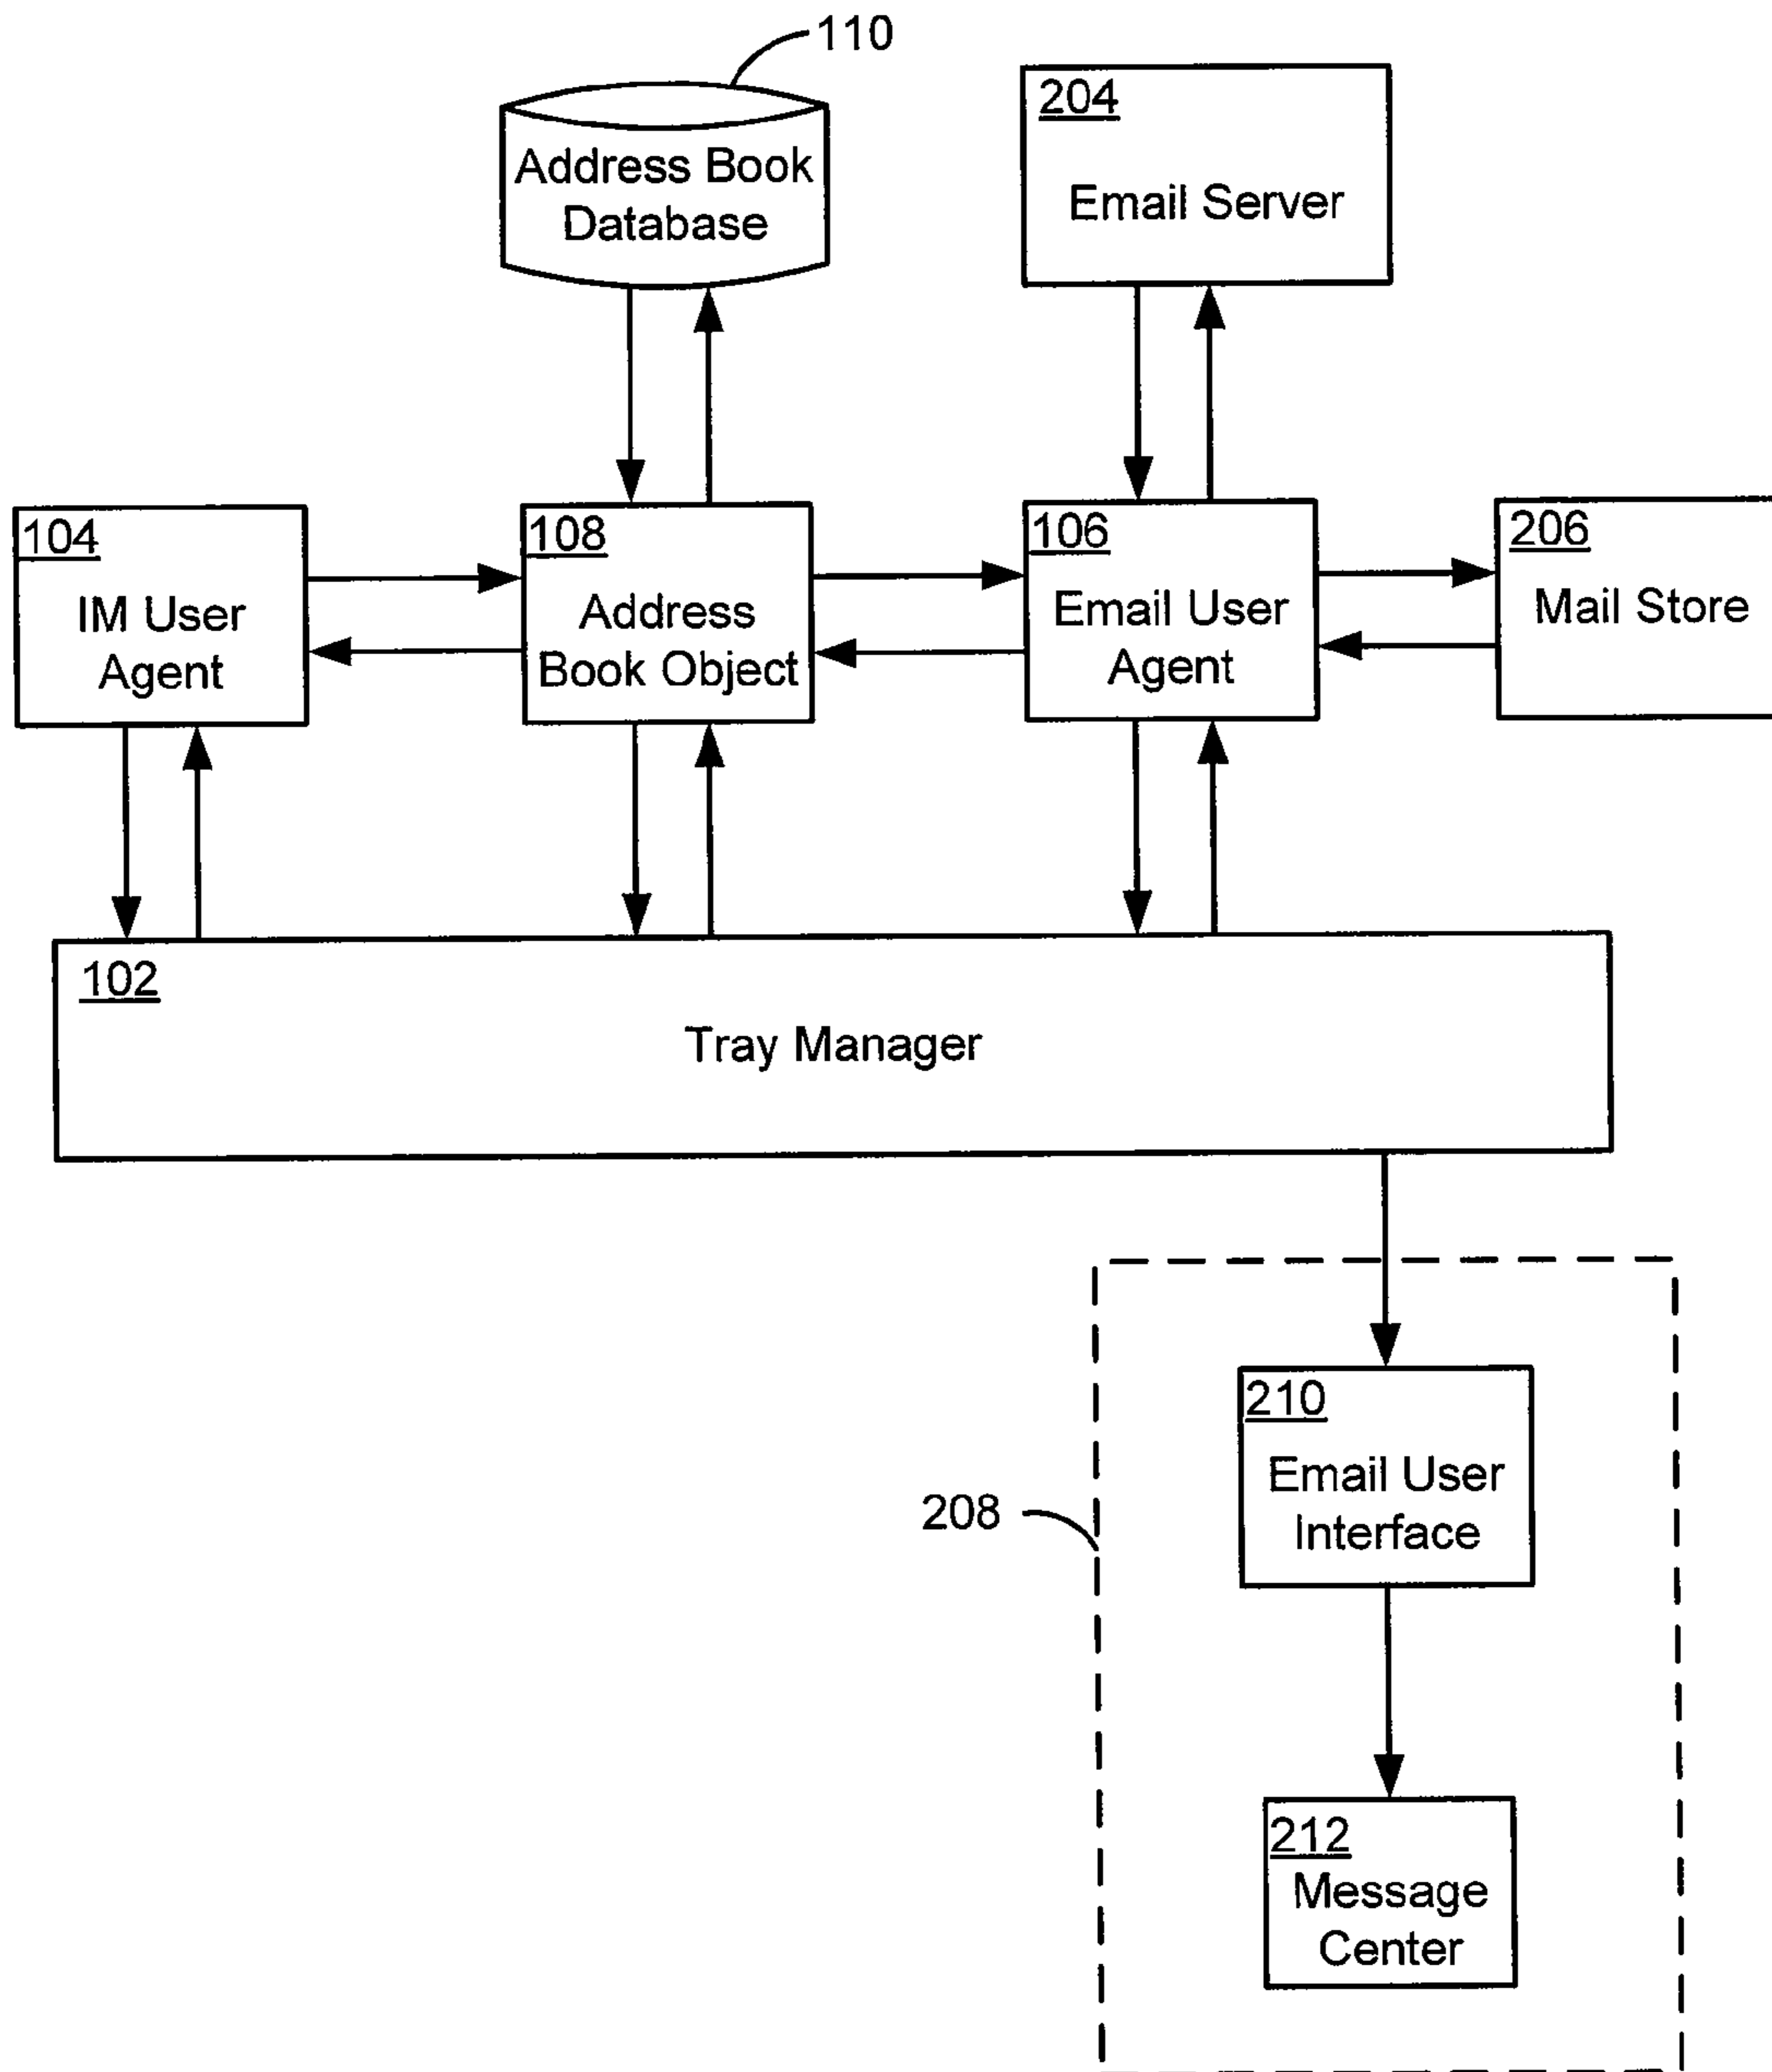 110
Address Book
Database
204
Email Server
104
IM User
Agent
108
Address
Book Object
106
Email User
Agent
206
Mail Store
102
Tray Manager
210
Email User
Interface
208
212
Message
Center